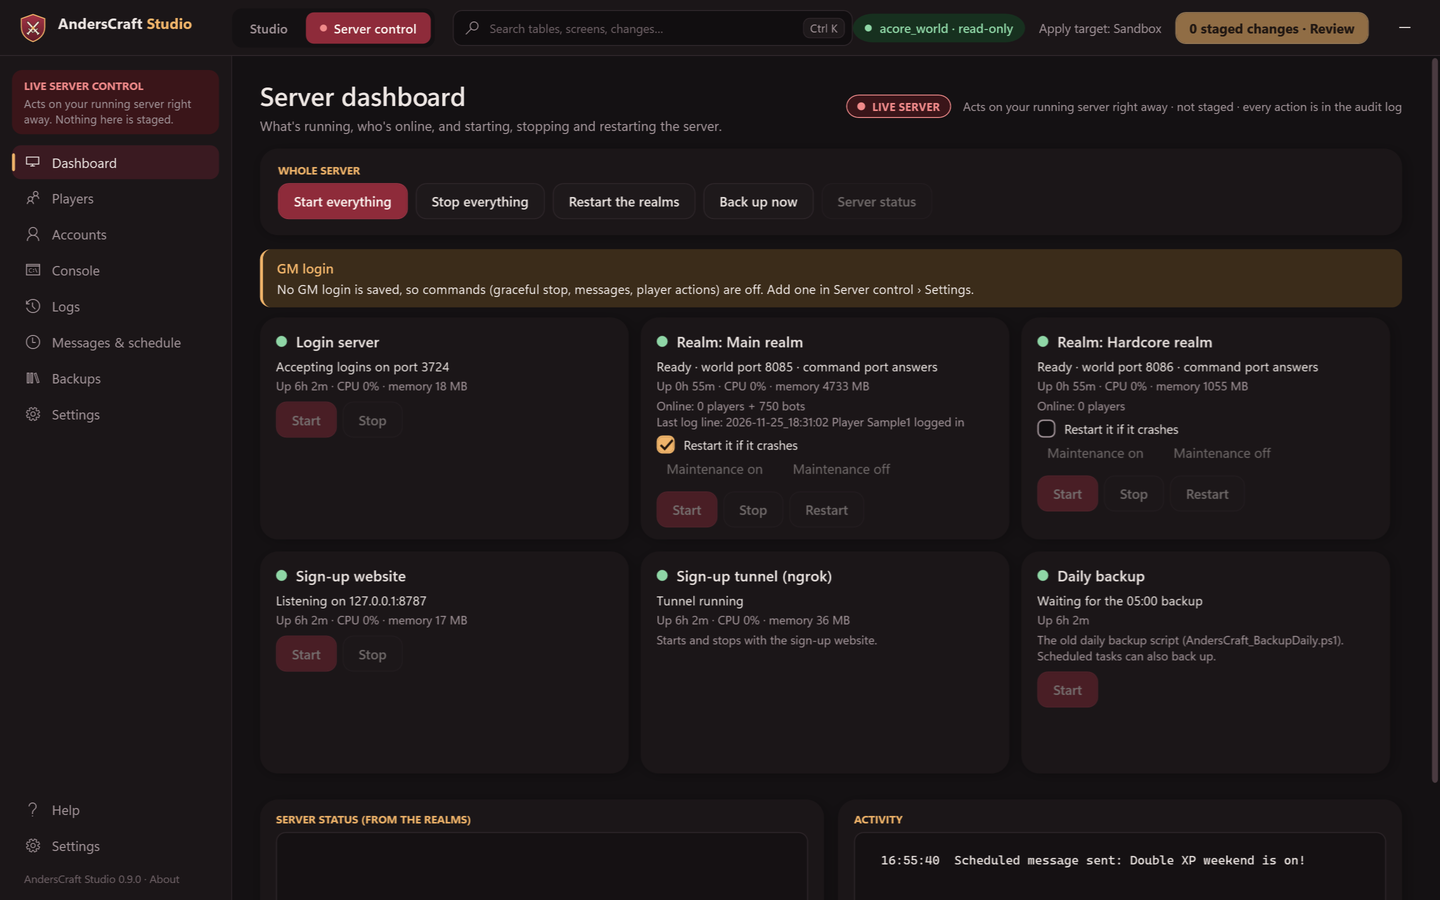 AndersCraft Studio
Studio
Server control
Search tables, screens, changes...
Ctrl K
acore_world · read-only
Apply target: Sandbox
0 staged changes · Review
LIVE SERVER CONTROL
Acts on your running server right
away. Nothing here is staged.
Dashboard
Players
Accounts
Console
Logs
Messages & schedule
Backups
Settings
Help
Settings
AndersCraft Studio 0.9.0 · About
Server dashboard
What's running, who's online, and starting, stopping and restarting the server.
LIVE SERVER
Acts on your running server right away · not staged · every action is in the audit log
WHOLE SERVER
Start everything
Stop everything
Restart the realms
Back up now
Server status
GM login
No GM login is saved, so commands (graceful stop, messages, player actions) are off. Add one in Server control › Settings.
Login server
Accepting logins on port 3724
Up 6h 2m · CPU 0% · memory 18 MB
Start
Stop
Realm: Main realm
Ready · world port 8085 · command port answers
Up 0h 55m · CPU 0% · memory 4733 MB
Online: 0 players + 750 bots
Last log line: 2026-11-25_18:31:02 Player Sample1 logged in
Restart it if it crashes
Maintenance on
Maintenance off
Start
Stop
Restart
Realm: Hardcore realm
Ready · world port 8086 · command port answers
Up 0h 55m · CPU 0% · memory 1055 MB
Online: 0 players
Restart it if it crashes
Maintenance on
Maintenance off
Start
Stop
Restart
Sign-up website
Listening on 127.0.0.1:8787
Up 6h 2m · CPU 0% · memory 17 MB
Start
Stop
Sign-up tunnel (ngrok)
Tunnel running
Up 6h 2m · CPU 0% · memory 36 MB
Starts and stops with the sign-up website.
Daily backup
Waiting for the 05:00 backup
Up 6h 2m
The old daily backup script (AndersCraft_BackupDaily.ps1).
Scheduled tasks can also back up.
Start
SERVER STATUS (FROM THE REALMS)
ACTIVITY
16:55:40 Scheduled message sent: Double XP weekend is on!